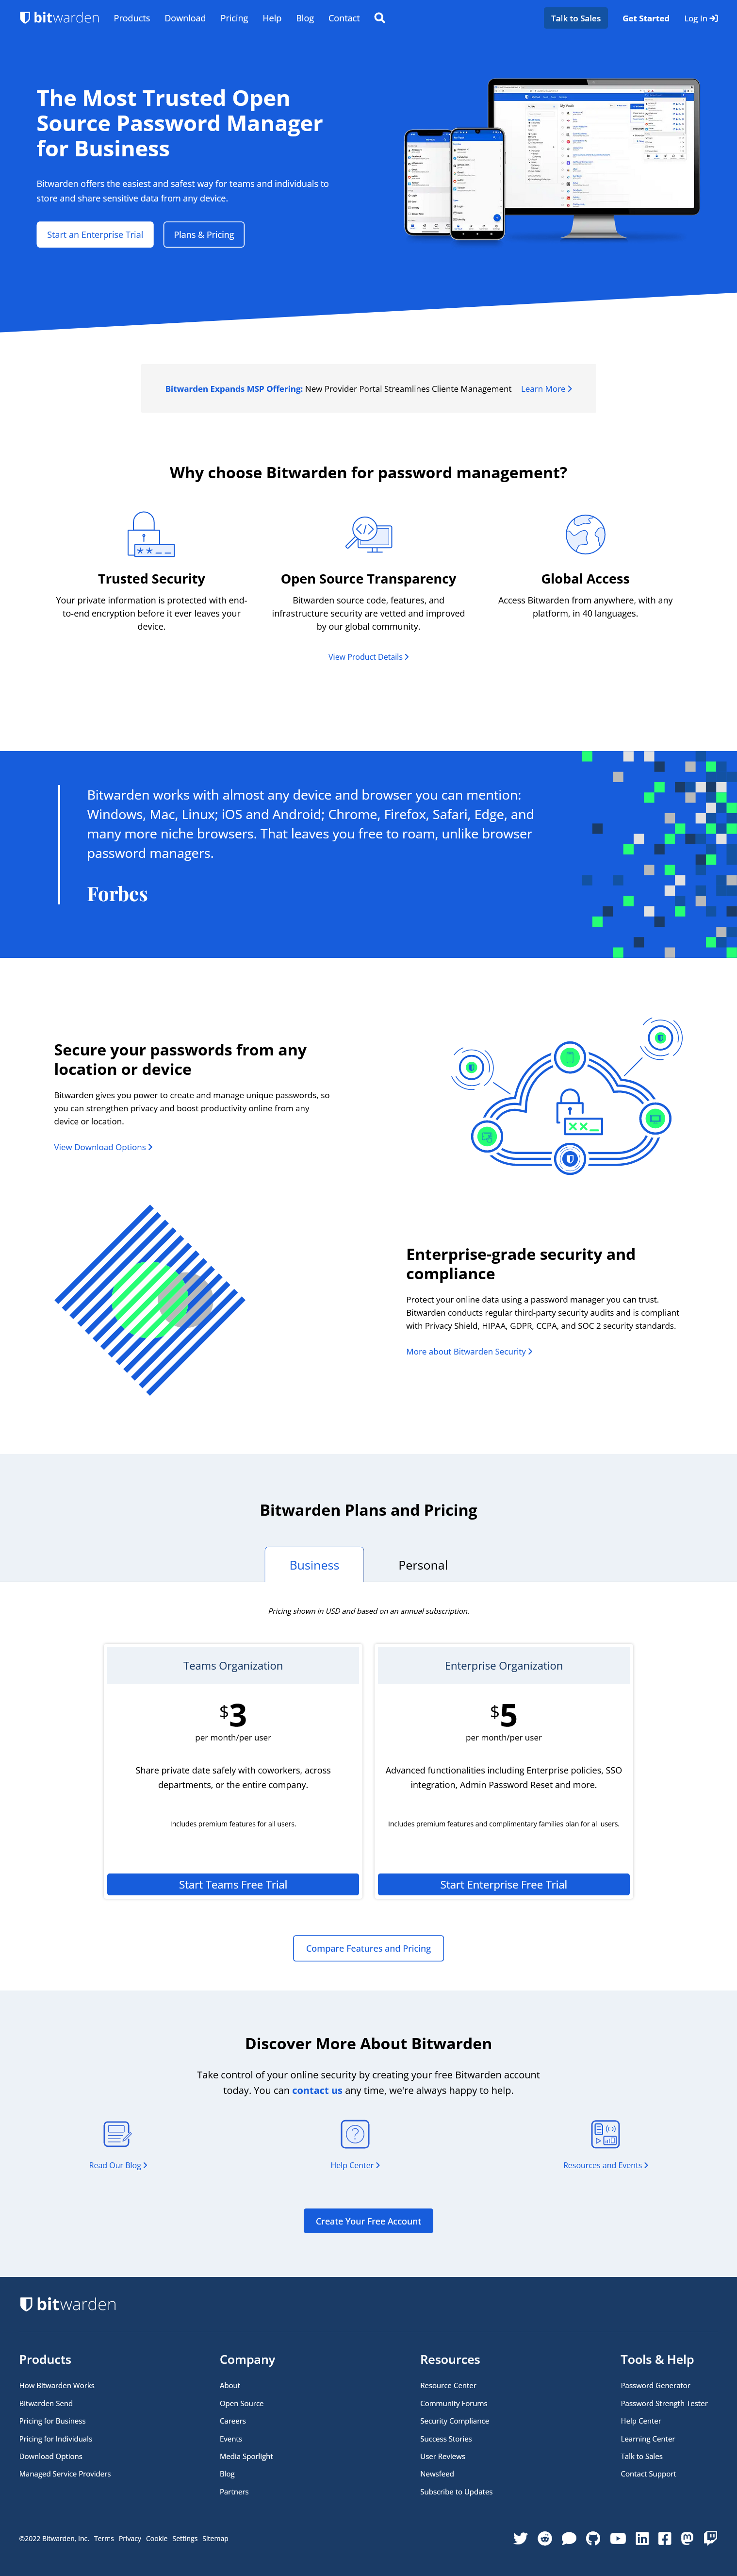 bitwarden
Products Download Pricing Help Blog Contact
Talk to Sales Get Started Log In
The Most Trusted Open
Source Password Manager
for Business
Bitwarden offers the easiest and safest way for teams and individuals to
store and share sensitive data from any device.
Start an Enterprise Trial Plans & Pricing
Bitwarden Expands MSP Offering: New Provider Portal Streamlines Cliente Management Learn More
Why choose Bitwarden for password management?
Trusted Security
Your private information is protected with end-
to-end encryption before it ever leaves your
device.
Open Source Transparency
Bitwarden source code, features, and
infrastructure security are vetted and improved
by our global community.
Global Access
Access Bitwarden from anywhere, with any
platform, in 40 languages.
View Product Details
Bitwarden works with almost any device and browser you can mention:
Windows, Mac, Linux; iOS and Android; Chrome, Firefox, Safari, Edge, and
many more niche browsers. That leaves you free to roam, unlike browser
password managers.
Forbes
Secure your passwords from any
location or device
Bitwarden gives you power to create and manage unique passwords, so
you can strengthen privacy and boost productivity online from any
device or location.
View Download Options
Enterprise-grade security and
compliance
Protect your online data using a password manager you can trust.
Bitwarden conducts regular third-party security audits and is compliant
with Privacy Shield, HIPAA, GDPR, CCPA, and SOC 2 security standards.
More about Bitwarden Security
Bitwarden Plans and Pricing
Business Personal
Pricing shown in USD and based on an annual subscription.
Teams Organization
$3
per month/per user
Share private date safely with coworkers, across
departments, or the entire company.
Includes premium features for all users.
Start Teams Free Trial
Enterprise Organization
$5
per month/per user
Advanced functionalities including Enterprise policies, SSO
integration, Admin Password Reset and more.
Includes premium features and complimentary families plan for all users.
Start Enterprise Free Trial
Compare Features and Pricing
Discover More About Bitwarden
Take control of your online security by creating your free Bitwarden account
today. You can contact us any time, we're always happy to help.
Read Our Blog
Help Center
Resources and Events
Create Your Free Account
bitwarden
Products
How Bitwarden Works
Bitwarden Send
Pricing for Business
Pricing for Individuals
Download Options
Managed Service Providers
Company
About
Open Source
Careers
Events
Media Sporlight
Blog
Partners
Resources
Resource Center
Community Forums
Security Compliance
Success Stories
User Reviews
Newsfeed
Subscribe to Updates
Tools & Help
Password Generator
Password Strength Tester
Help Center
Learning Center
Talk to Sales
Contact Support
©2022 Bitwarden, Inc. Terms Privacy Cookie Settings Sitemap